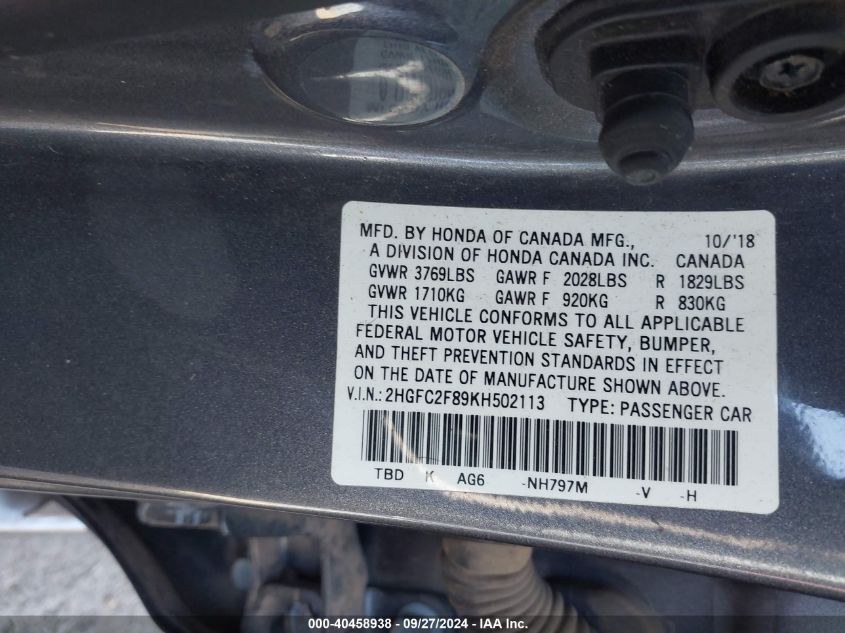 MFD. BY HONDA OF CANADA MFG., 10/'18
A DIVISION OF HONDA CANADA INC. CANADA
GVWR 3769LBS GAWR F 2028LBS R 1829LBS
GVWR 1710KG GAWR F 920KG R 830KG
THIS VEHICLE CONFORMS TO ALL APPLICABLE
FEDERAL MOTOR VEHICLE SAFETY, BUMPER,
AND THEFT PREVENTION STANDARDS IN EFFECT
ON THE DATE OF MANUFACTURE SHOWN ABOVE.
V.I.N.: 2HGFC2F89KH502113 TYPE: PASSENGER CAR
TBD K AG6 -NH797M -V -H
000-40458938 / 09/27/2024 / IAAI Inc.